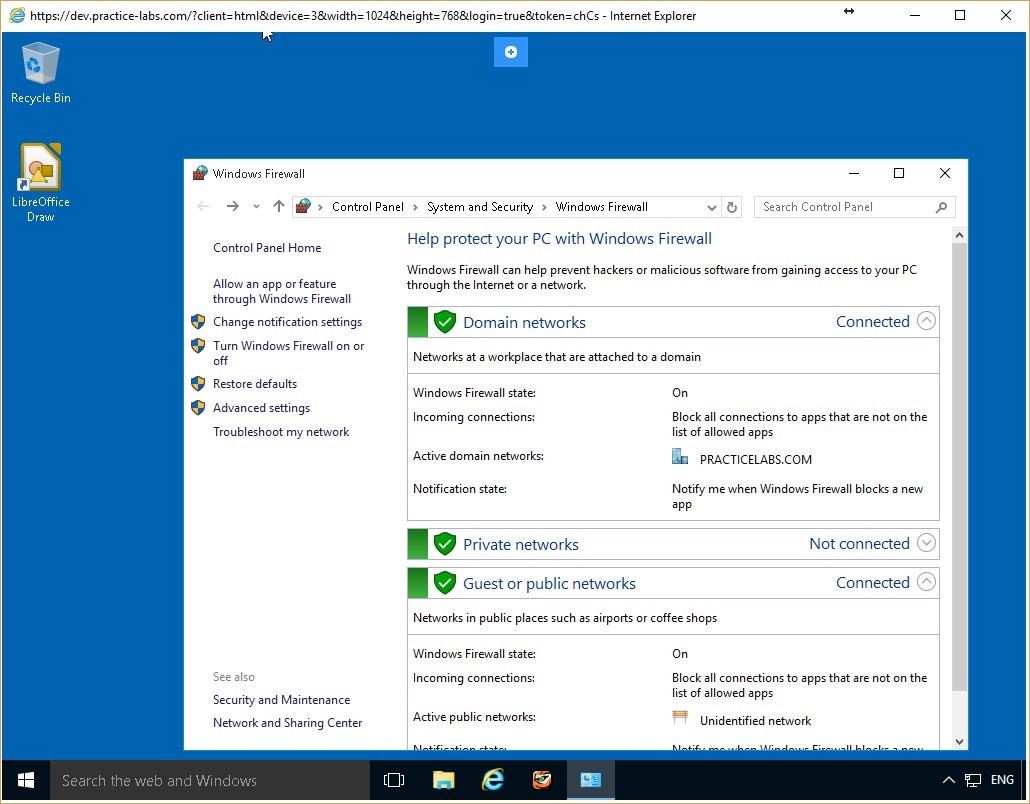 https://dev.practice-labs.com/?client=html&device=3&width=1024&height=768&login=true&token=chCs - Internet Explorer
Recycle Bin
LibreOffice
Draw
Windows Firewall
Control Panel > System and Security > Windows Firewall
Search Control Panel
Control Panel Home
Allow an app or feature
through Windows Firewall
Change notification settings
Turn Windows Firewall on or
off
Restore defaults
Advanced settings
Troubleshoot my network
See also
Security and Maintenance
Network and Sharing Center
Help protect your PC with Windows Firewall
Windows Firewall can help prevent hackers or malicious software from gaining access to your PC
through the Internet or a network.
Domain networks Connected
Networks at a workplace that are attached to a domain
Windows Firewall state: On
Incoming connections: Block all connections to apps that are not on the
list of allowed apps
Active domain networks: PRACTICELABS.COM
Notification state: Notify me when Windows Firewall blocks a new
app
Private networks Not connected
Guest or public networks Connected
Networks in public places such as airports or coffee shops
Windows Firewall state: On
Incoming connections: Block all connections to apps that are not on the
list of allowed apps
Active public networks: Unidentified network
Notification state: Notify me when Windows Firewall blocks a new
Search the web and Windows
ENG